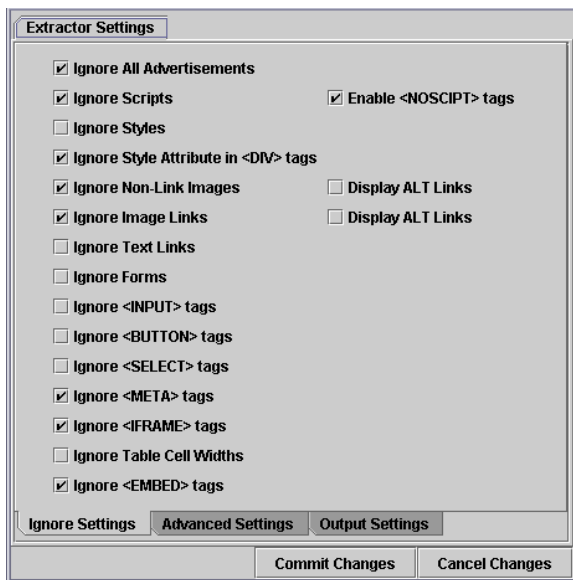 Extractor Settings
Ignore All Advertisements
Ignore Scripts Enable <NOSCIPT> tags
Ignore Styles
Ignore Style Attribute in <DIV> tags
Ignore Non-Link Images Display ALT Links
Ignore Image Links Display ALT Links
Ignore Text Links
Ignore Forms
Ignore <INPUT> tags
Ignore <BUTTON> tags
Ignore <SELECT> tags
Ignore <META> tags
Ignore <IFRAME> tags
Ignore Table Cell Widths
Ignore <EMBED> tags
Ignore Settings Advanced Settings Output Settings
Commit Changes Cancel Changes